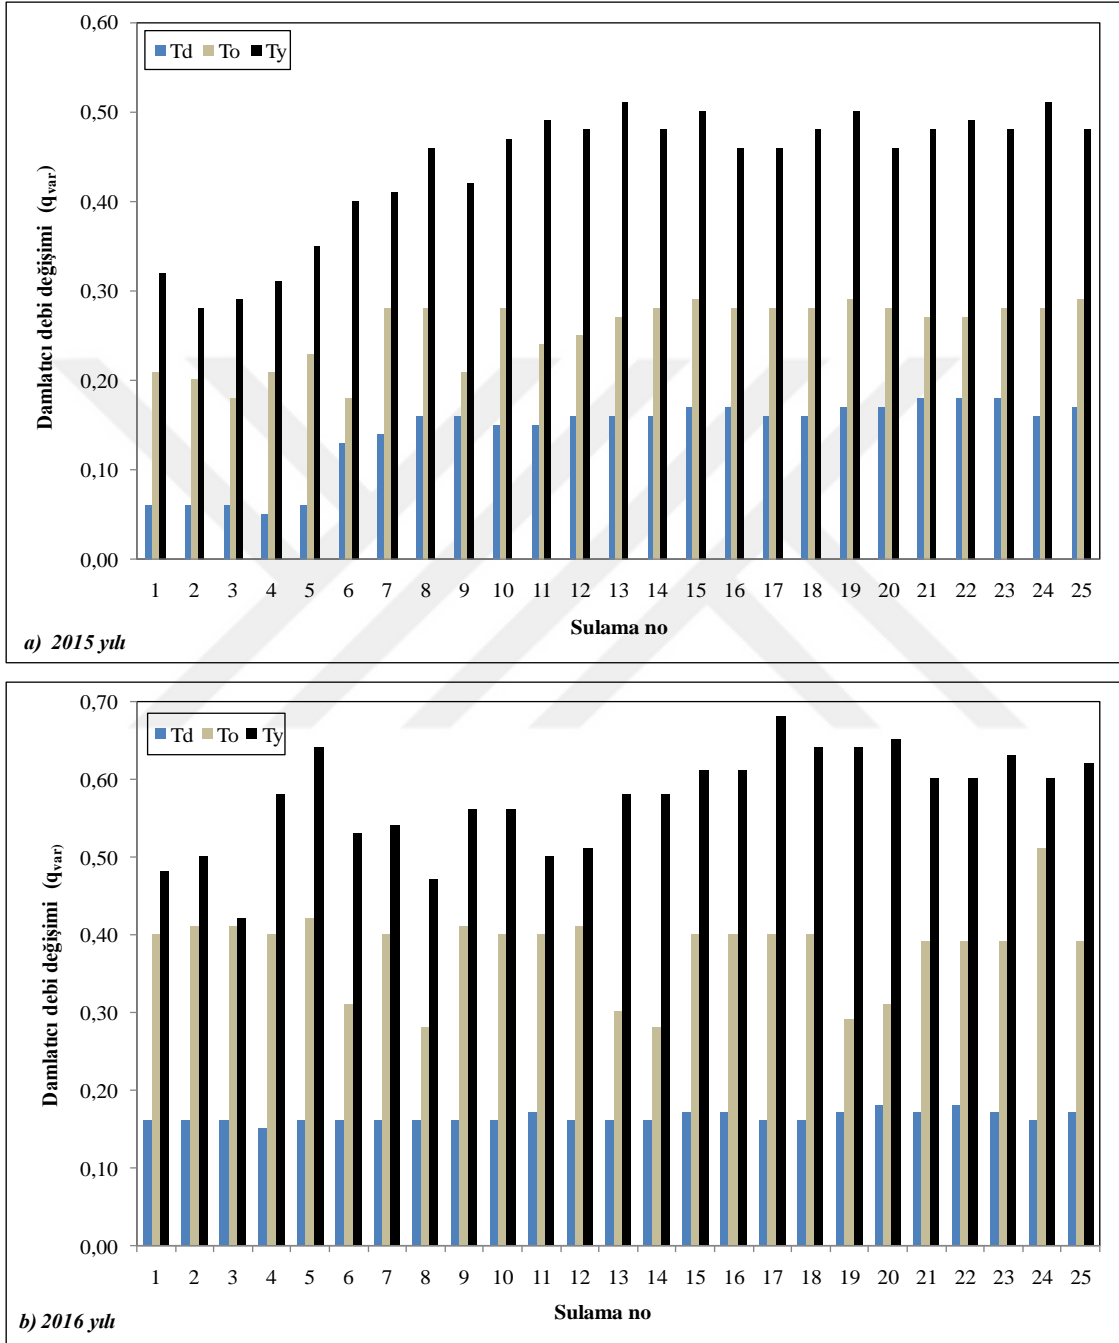 0,60
Td To Ty
0,50
0,40
0,30
0,20
0,10
0,00
Damlatıcı debi değişimi (qvar)
1 2 3 4 5 6 7 8 9 10 11 12 13 14 15 16 17 18 19 20 21 22 23 24 25
Sulama no
a) 2015 yılı
0,70
Td To Ty
0,60
0,50
0,40
0,30
0,20
0,10
0,00
Damlatıcı debi değişimi (qvar)
1 2 3 4 5 6 7 8 9 10 11 12 13 14 15 16 17 18 19 20 21 22 23 24 25
Sulama no
b) 2016 yılı